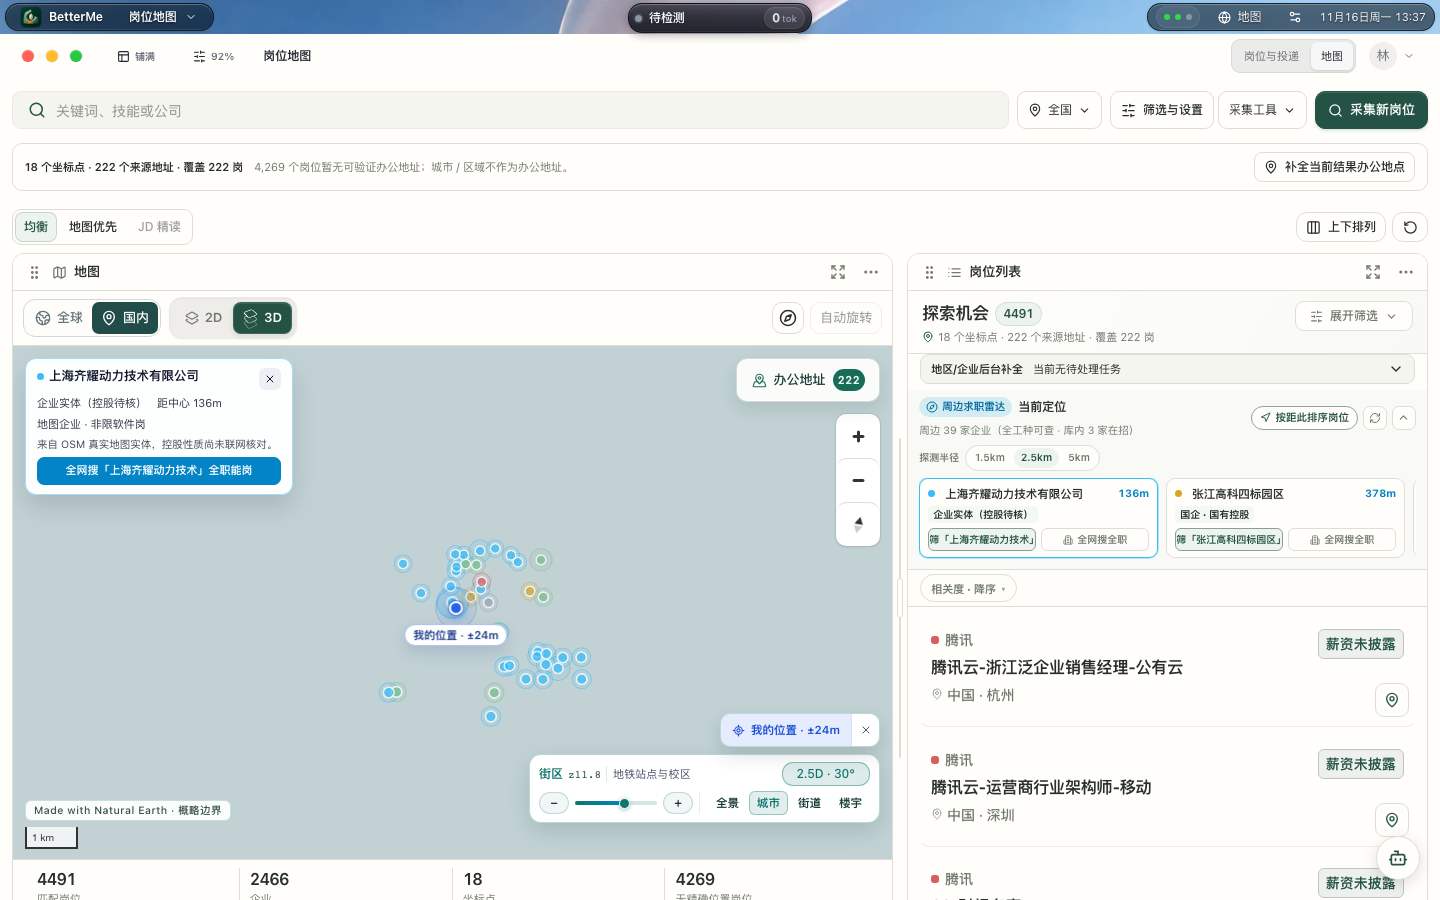 BetterMe 岗位地图 待检测 0 tok 地图 11月16日周一 13:37
铺满 92% 岗位地图 岗位与投递 地图 林
关键词、技能或公司 全国 筛选与设置 采集工具 采集新岗位
18 个坐标点 · 222 个来源地址 · 覆盖 222 岗 4,269 个岗位暂无可验证办公地址；城市 / 区域不作为办公地址。 补全当前结果办公地点
均衡 地图优先 JD 精读 上下排列
地图
全球 国内 2D 3D 自动旋转
上海齐耀动力技术有限公司
企业实体（控股待核） 距中心 136m
地图企业 · 非限软件岗
来自 OSM 真实地图实体，控股性质尚未联网核对。
全网搜「上海齐耀动力技术」全职能岗
办公地址 222
我的位置 · ±24m
我的位置 · ±24m
街区 z11.8 地铁站点与校区 2.5D · 30°
全景 城市 街道 楼宇
Made with Natural Earth · 概略边界
1 km
4491 2466 18 4269
匹配岗位 企业 坐标点 无精确位置岗位
岗位列表
探索机会 4491 展开筛选
18 个坐标点 · 222 个来源地址 · 覆盖 222 岗
地区/企业后台补全 当前无待处理任务
周边求职雷达 当前定位
周边 39 家企业（全工种可查 · 库内 3 家在招） 按距此排序岗位
探测半径 1.5km 2.5km 5km
上海齐耀动力技术有限公司 136m
企业实体（控股待核）
筛「上海齐耀动力技术」 全网搜全职
张江高科四标园区 378m
国企 · 国有控股
筛「张江高科四标园区」 全网搜全职
相关度 · 降序
腾讯 薪资未披露
腾讯云-浙江泛企业销售经理-公有云
中国 · 杭州
腾讯 薪资未披露
腾讯云-运营商行业架构师-移动
中国 · 深圳
腾讯 薪资未披露